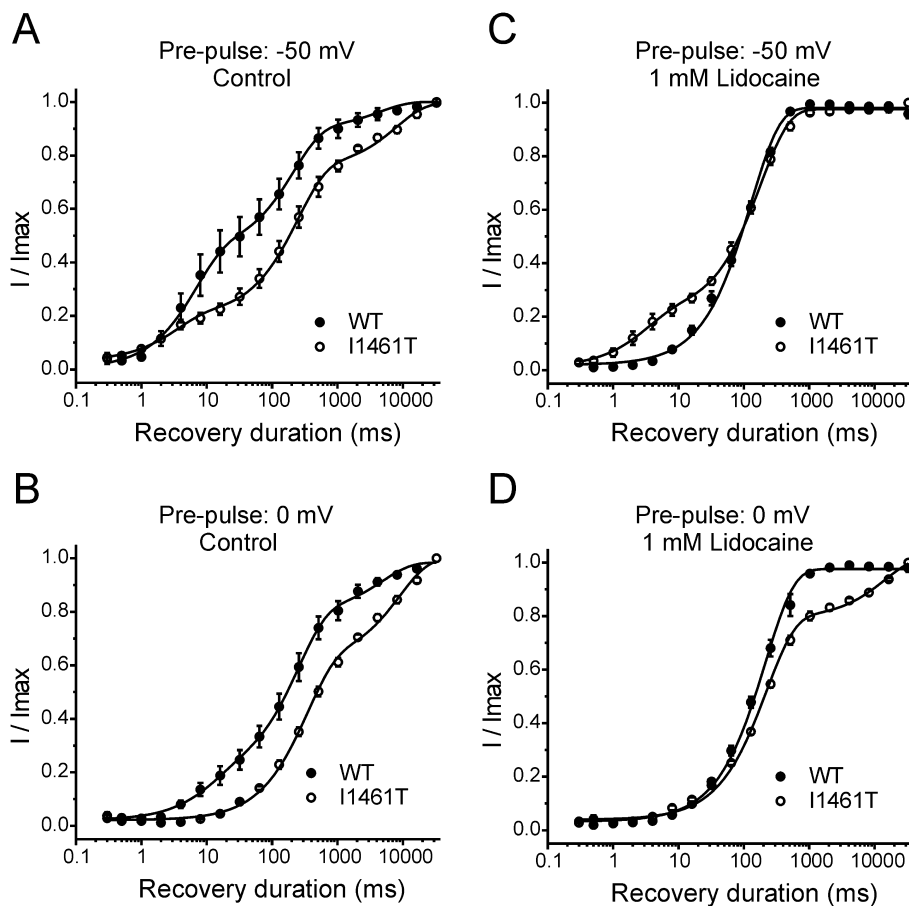 A
Pre-pulse: -50 mV
Control
1.0
0.8
0.6
0.4
0.2
0.0
I / Imax
WT
I1461T
0.1
1
10
100
1000
10000
Recovery duration (ms)
C
Pre-pulse: -50 mV
1 mM Lidocaine
1.0
0.8
0.6
0.4
0.2
0.0
I / Imax
WT
I1461T
0.1
1
10
100
1000
10000
Recovery duration (ms)
B
Pre-pulse: 0 mV
Control
1.0
0.8
0.6
0.4
0.2
0.0
I / Imax
WT
I1461T
0.1
1
10
100
1000
10000
Recovery duration (ms)
D
Pre-pulse: 0 mV
1 mM Lidocaine
1.0
0.8
0.6
0.4
0.2
0.0
I / Imax
WT
I1461T
0.1
1
10
100
1000
10000
Recovery duration (ms)